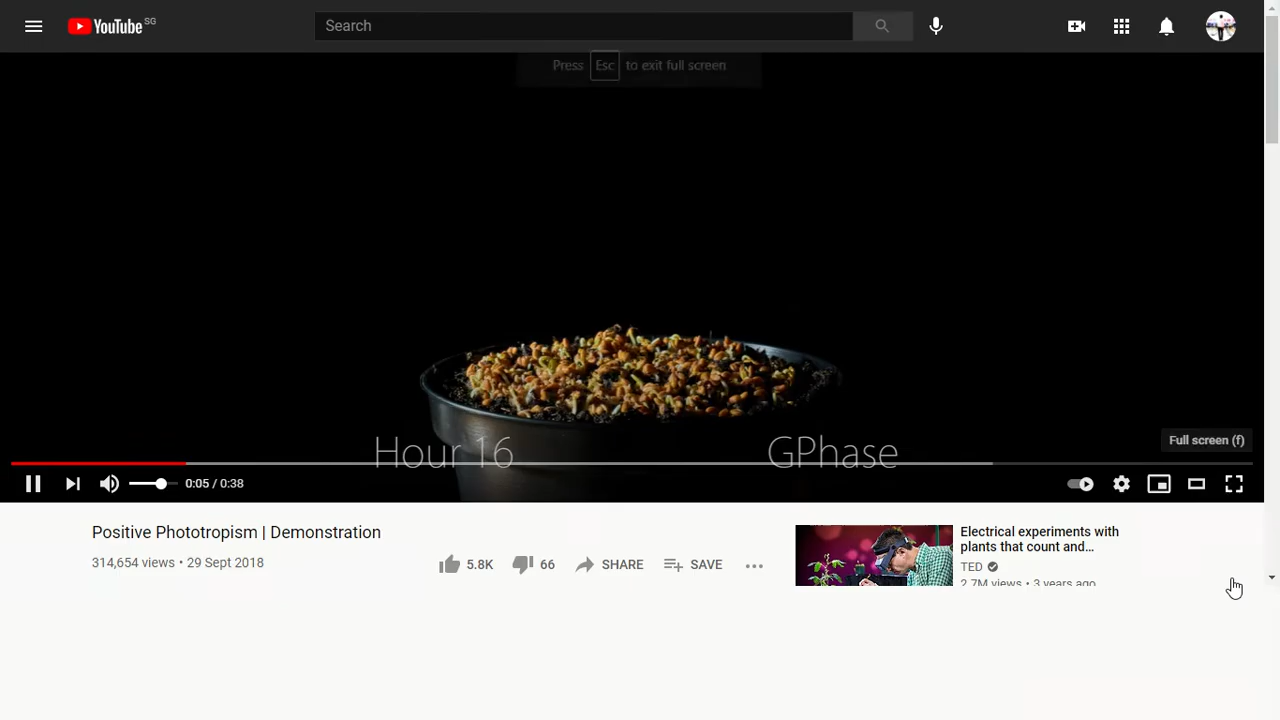 YouTube SG
Search
Press Esc to exit full screen
Hour 16 GPhase
Full screen (f)
0:05 / 0:38
Positive Phototropism | Demonstration
314,654 views • 29 Sept 2018
5.8K 66 SHARE SAVE
Electrical experiments with
plants that count and...
TED
2.7M views • 3 years ago